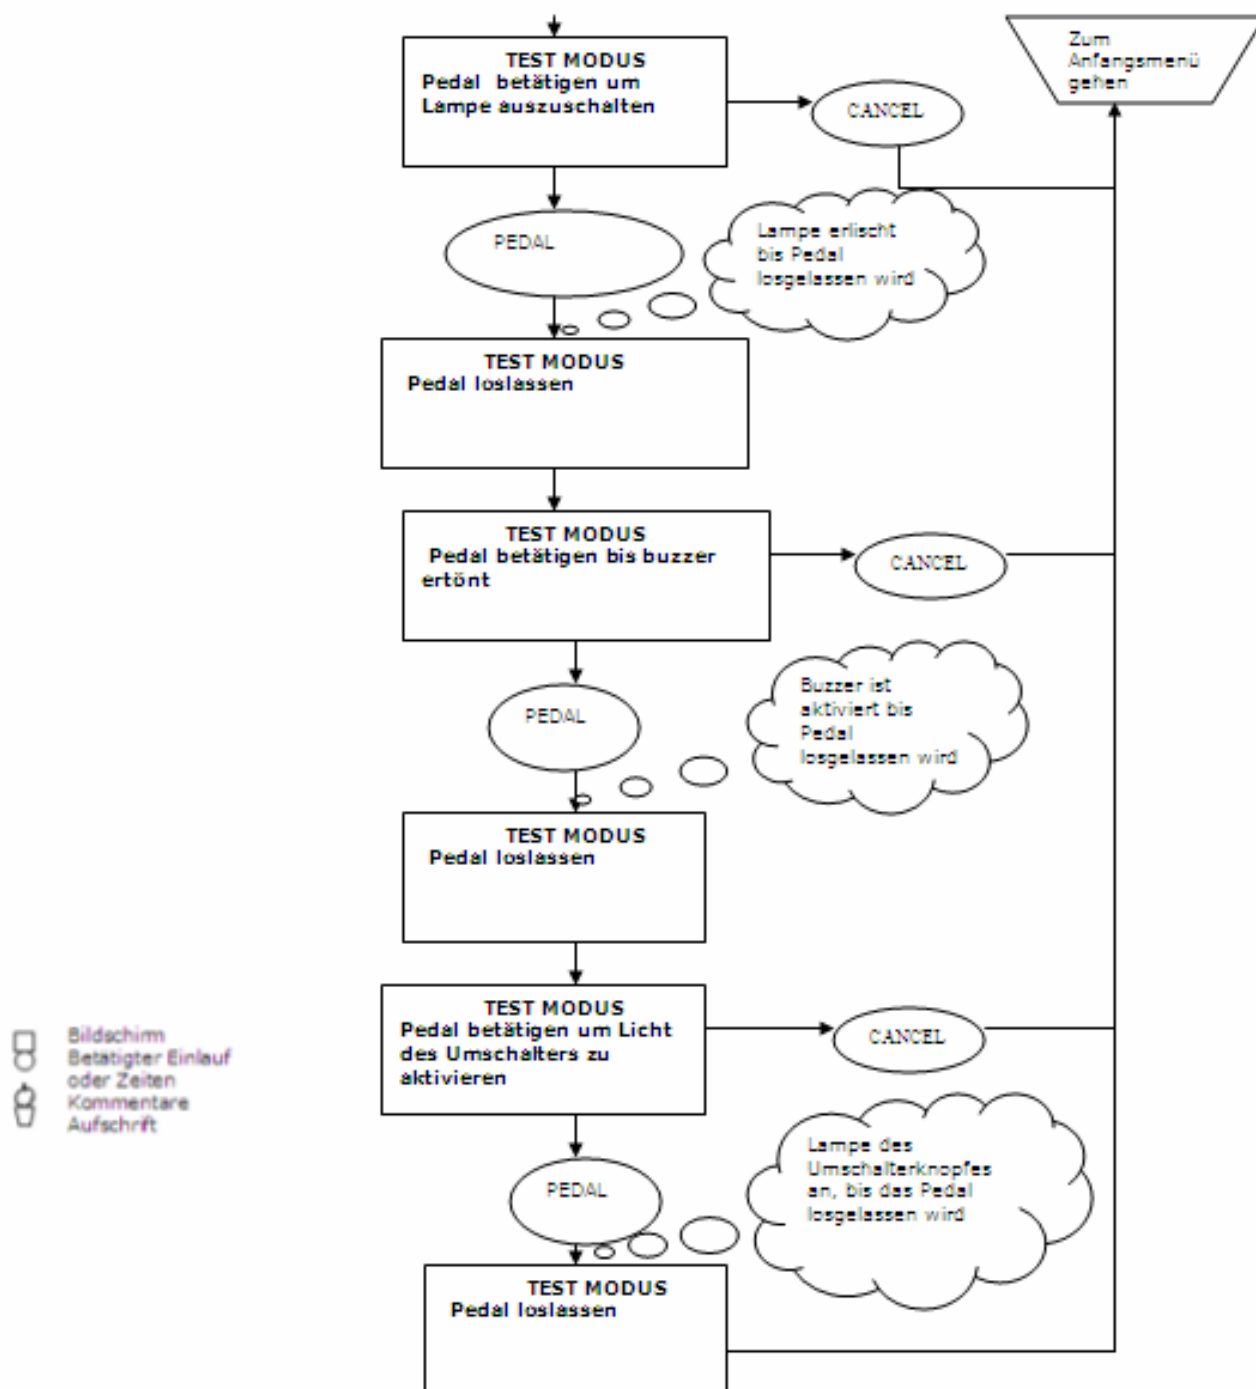 TEST MODUS
Pedal betätigen um
Lampe auszuschalten
CANCEL
Zum
Anfangsmenü
gehen
PEDAL
Lampe erlischt
bis Pedal
losgelassen wird
TEST MODUS
Pedal loslassen
TEST MODUS
Pedal betätigen bis buzzer
ertönt
CANCEL
PEDAL
Buzzer ist
aktiviert bis
Pedal
losgelassen wird
TEST MODUS
Pedal loslassen
TEST MODUS
Pedal betätigen um Licht
des Umschalters zu
aktivieren
CANCEL
Bildschirm
Betätigter Einlauf
oder Zeiten
Kommentare
Aufschrift
PEDAL
Lampe des
Umschalterknopfes
an, bis das Pedal
losgelassen wird
TEST MODUS
Pedal loslassen